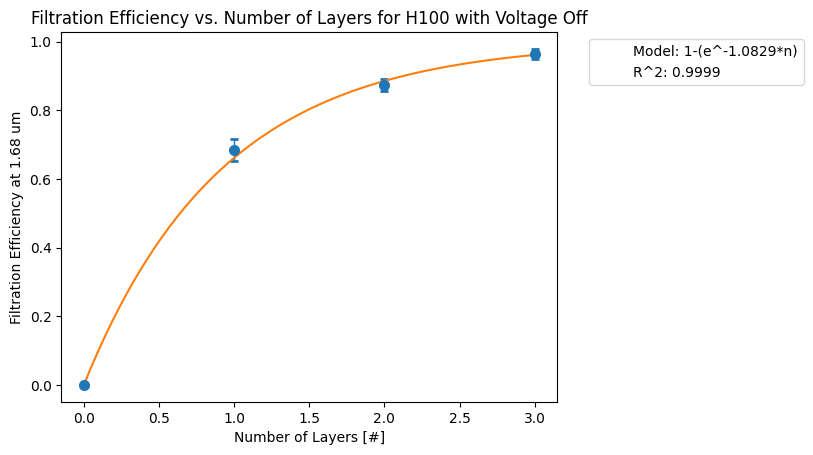 Filtration Efficiency vs. Number of Layers for H100 with Voltage Off
Model: 1-(e^-1.0829*n)
R^2: 0.9999
Filtration Efficiency at 1.68 um
1.0
0.8
0.6
0.4
0.2
0.0
0.0 0.5 1.0 1.5 2.0 2.5 3.0
Number of Layers [#]